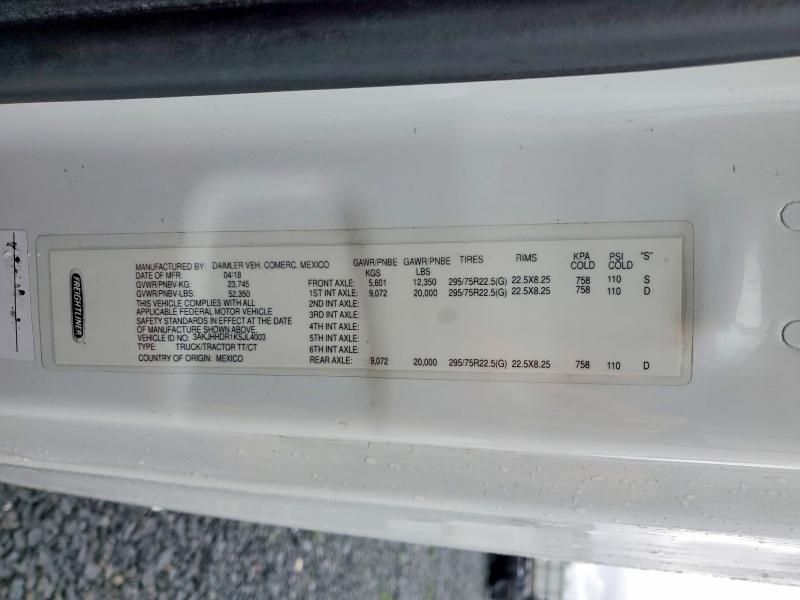 FREIGHTLINER
MANUFACTURED BY: DAIMLER VEH. COMERC. MEXICO
DATE OF MFR: 04/18
GVWR/PNBV-KG: 23,745
GVWR/PNBV-LBS: 52,350
THIS VEHICLE COMPLIES WITH ALL
APPLICABLE FEDERAL MOTOR VEHICLE
SAFETY STANDARDS IN EFFECT AT THE DATE
OF MANUFACTURE SHOWN ABOVE.
VEHICLE ID NO: 3AKJHHDR1KSJL4003
TYPE: TRUCK/TRACTOR TT/CT
COUNTRY OF ORIGIN: MEXICO
GAWR/PNBE GAWR/PNBE TIRES RIMS KPA PSI "S"
KGS LBS COLD COLD
FRONT AXLE: 5,601 12,350 295/75R22.5(G) 22.5X8.25 758 110 S
1ST INT AXLE: 9,072 20,000 295/75R22.5(G) 22.5X8.25 758 110 D
2ND INT AXLE:
3RD INT AXLE:
4TH INT AXLE:
5TH INT AXLE:
6TH INT AXLE:
REAR AXLE: 9,072 20,000 295/75R22.5(G) 22.5X8.25 758 110 D